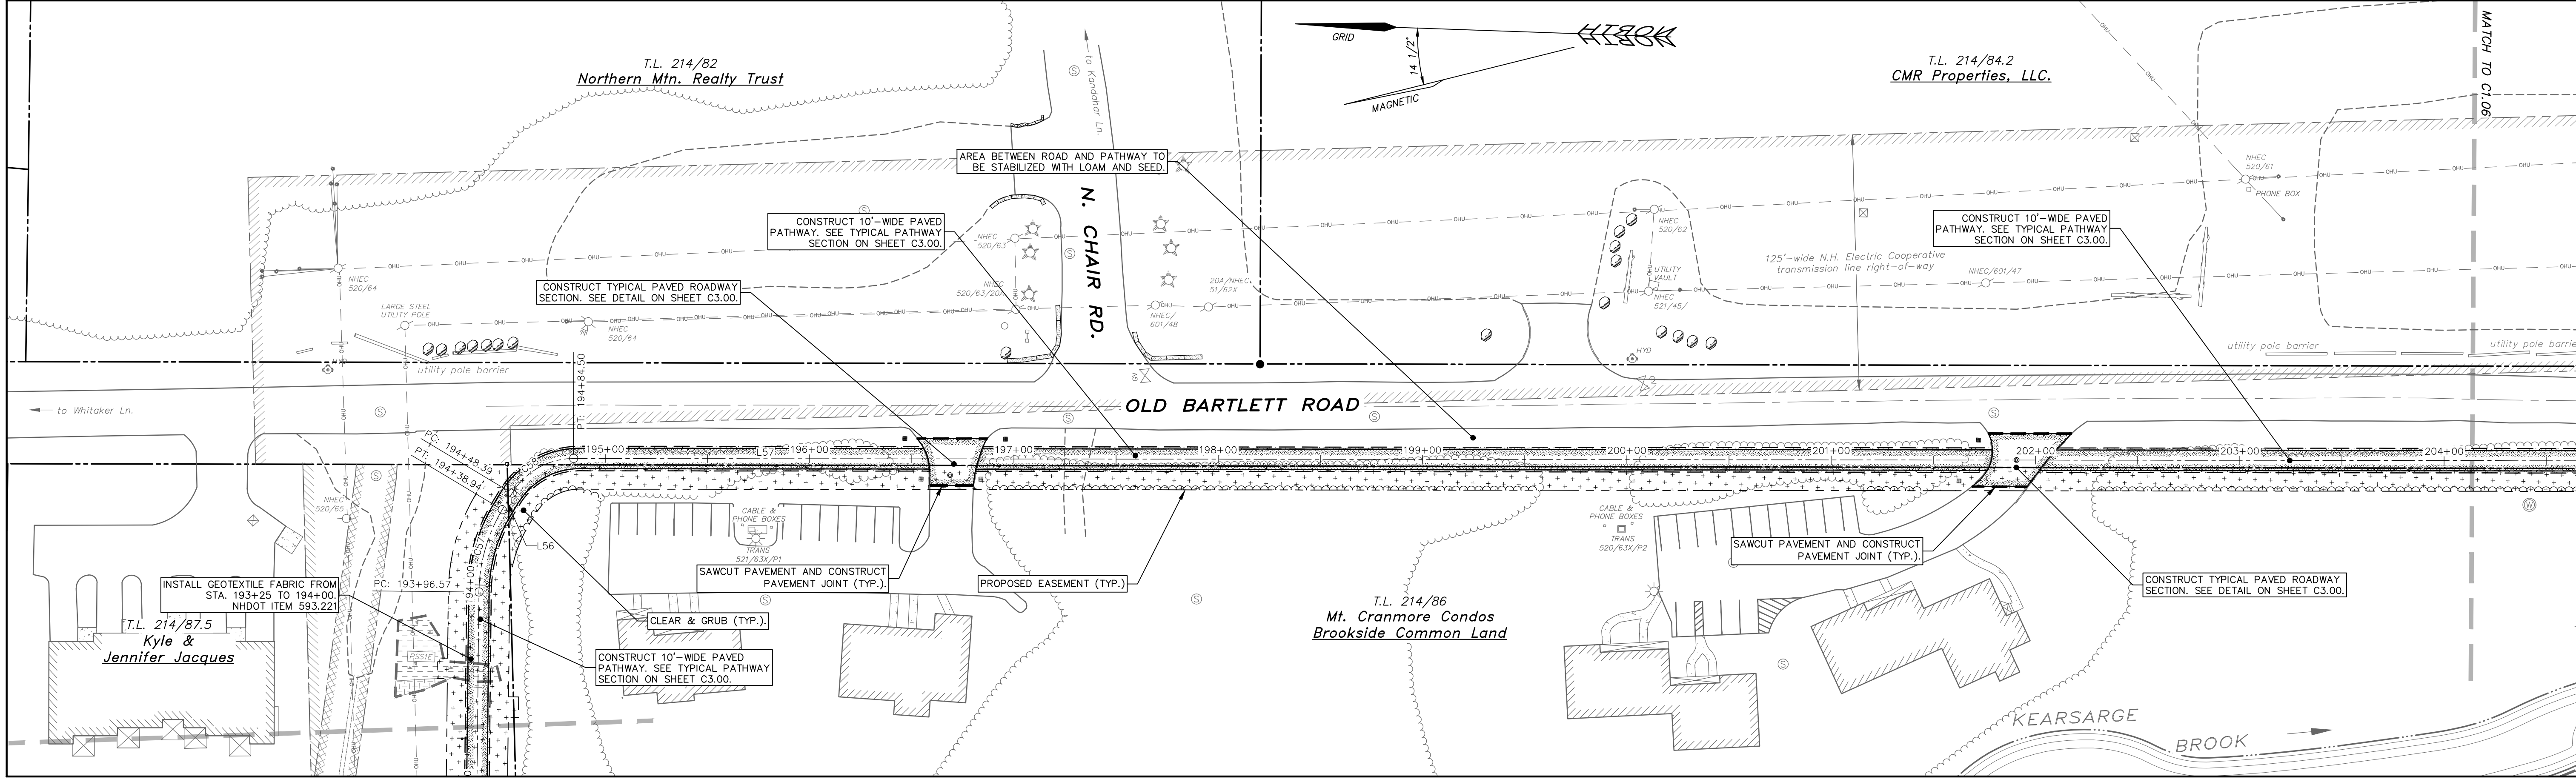 T.L. 214/82
Northern Mtn. Realty Trust
to Kandahar Ln.
GRID
14 1/2°
MAGNETIC
NORTH
T.L. 214/84.2
CMR Properties, LLC.
MATCH TO C1.06
AREA BETWEEN ROAD AND PATHWAY TO
BE STABILIZED WITH LOAM AND SEED.
CONSTRUCT 10'-WIDE PAVED
PATHWAY. SEE TYPICAL PATHWAY
SECTION ON SHEET C3.00.
CONSTRUCT TYPICAL PAVED ROADWAY
SECTION. SEE DETAIL ON SHEET C3.00.
N. CHAIR RD.
NHEC
520/63
NHEC
520/63/20X
NHEC/
601/48
20A/NHEC
51/62X
NHEC
520/62
UTILITY
VAULT
NHEC
521/45/
125'-wide N.H. Electric Cooperative
transmission line right-of-way
NHEC/601/47
CONSTRUCT 10'-WIDE PAVED
PATHWAY. SEE TYPICAL PATHWAY
SECTION ON SHEET C3.00.
NHEC
520/61
PHONE BOX
NHEC
520/64
LARGE STEEL
UTILITY POLE
NHEC
520/64
utility pole barrier
HYD
GV
HYD
2
utility pole barrier
utility pole barrie
to Whitaker Ln.
OLD BARTLETT ROAD
PT: 194+84.50
PC: 194+48.39
PT: 194+38.94
C58
195+00
L57
196+00
197+00
198+00
199+00
200+00
201+00
202+00
203+00
204+00
NHEC
520/65
C57
L56
194+00
PC: 193+96.57
INSTALL GEOTEXTILE FABRIC FROM
STA. 193+25 TO 194+00.
NHDOT ITEM 593.221
T.L. 214/87.5
Kyle &
Jennifer Jacques
PSS1E
CABLE &
PHONE BOXES
TRANS
521/63X/P1
SAWCUT PAVEMENT AND CONSTRUCT
PAVEMENT JOINT (TYP.).
PROPOSED EASEMENT (TYP.)
CLEAR & GRUB (TYP.).
CONSTRUCT 10'-WIDE PAVED
PATHWAY. SEE TYPICAL PATHWAY
SECTION ON SHEET C3.00.
T.L. 214/86
Mt. Cranmore Condos
Brookside Common Land
CABLE &
PHONE BOXES
TRANS
520/63X/P2
SAWCUT PAVEMENT AND CONSTRUCT
PAVEMENT JOINT (TYP.).
CONSTRUCT TYPICAL PAVED ROADWAY
SECTION. SEE DETAIL ON SHEET C3.00.
KEARSARGE
BROOK